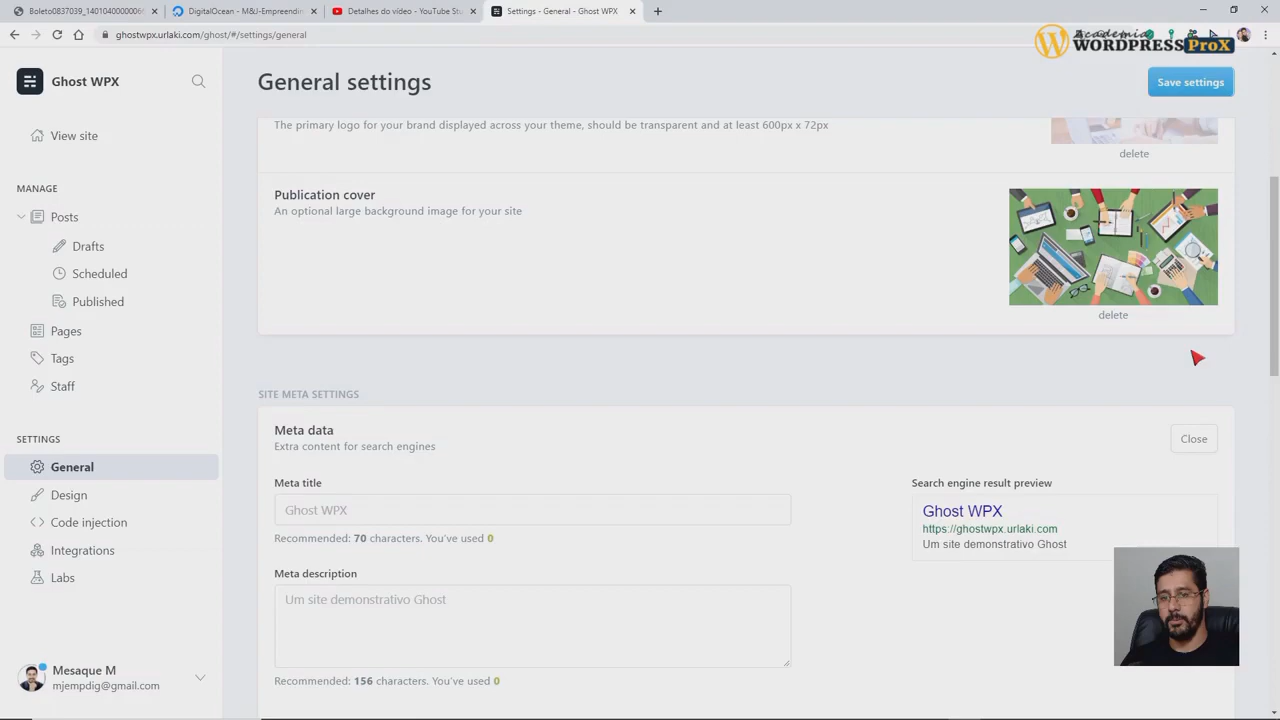 Boleto0837039_14010400000066
DigitalOcean - M&J-Empreendin
Detalhes do vídeo - YouTube Stu
Settings - General - Ghost WPX
ghostwpx.urlaki.com/ghost/#/settings/general
Academia
WORDPRESS ProX
Ghost WPX
General settings
Save settings
View site
The primary logo for your brand displayed across your theme, should be transparent and at least 600px x 72px
delete
MANAGE
Publication cover
An optional large background image for your site
Posts
Drafts
Scheduled
Published
delete
Pages
Tags
Staff
SITE META SETTINGS
Meta data
Extra content for search engines
Close
SETTINGS
General
Design
Code injection
Integrations
Labs
Meta title
Ghost WPX
Recommended: 70 characters. You've used 0
Search engine result preview
Ghost WPX
https://ghostwpx.urlaki.com
Um site demonstrativo Ghost
Meta description
Um site demonstrativo Ghost
Recommended: 156 characters. You've used 0
Mesaque M
mjempdig@gmail.com